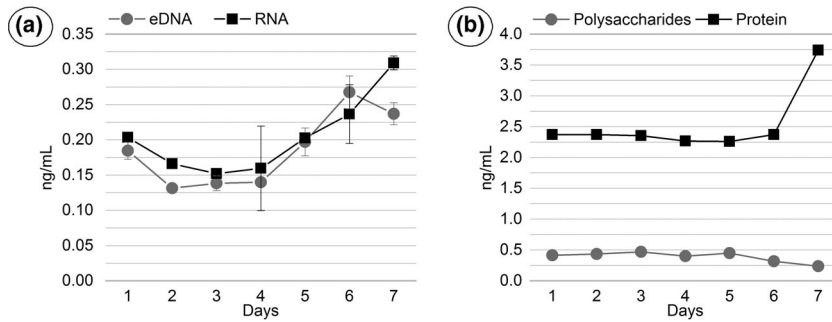 (a)
eDNA RNA
0.35
0.30
0.25
0.20
0.15
0.10
0.05
0.00
ng/mL
1 2 3 4 5 6 7
Days
(b)
Polysaccharides Protein
4.0
3.5
3.0
2.5
2.0
1.5
1.0
0.5
0.0
ng/mL
1 2 3 4 5 6 7
Days